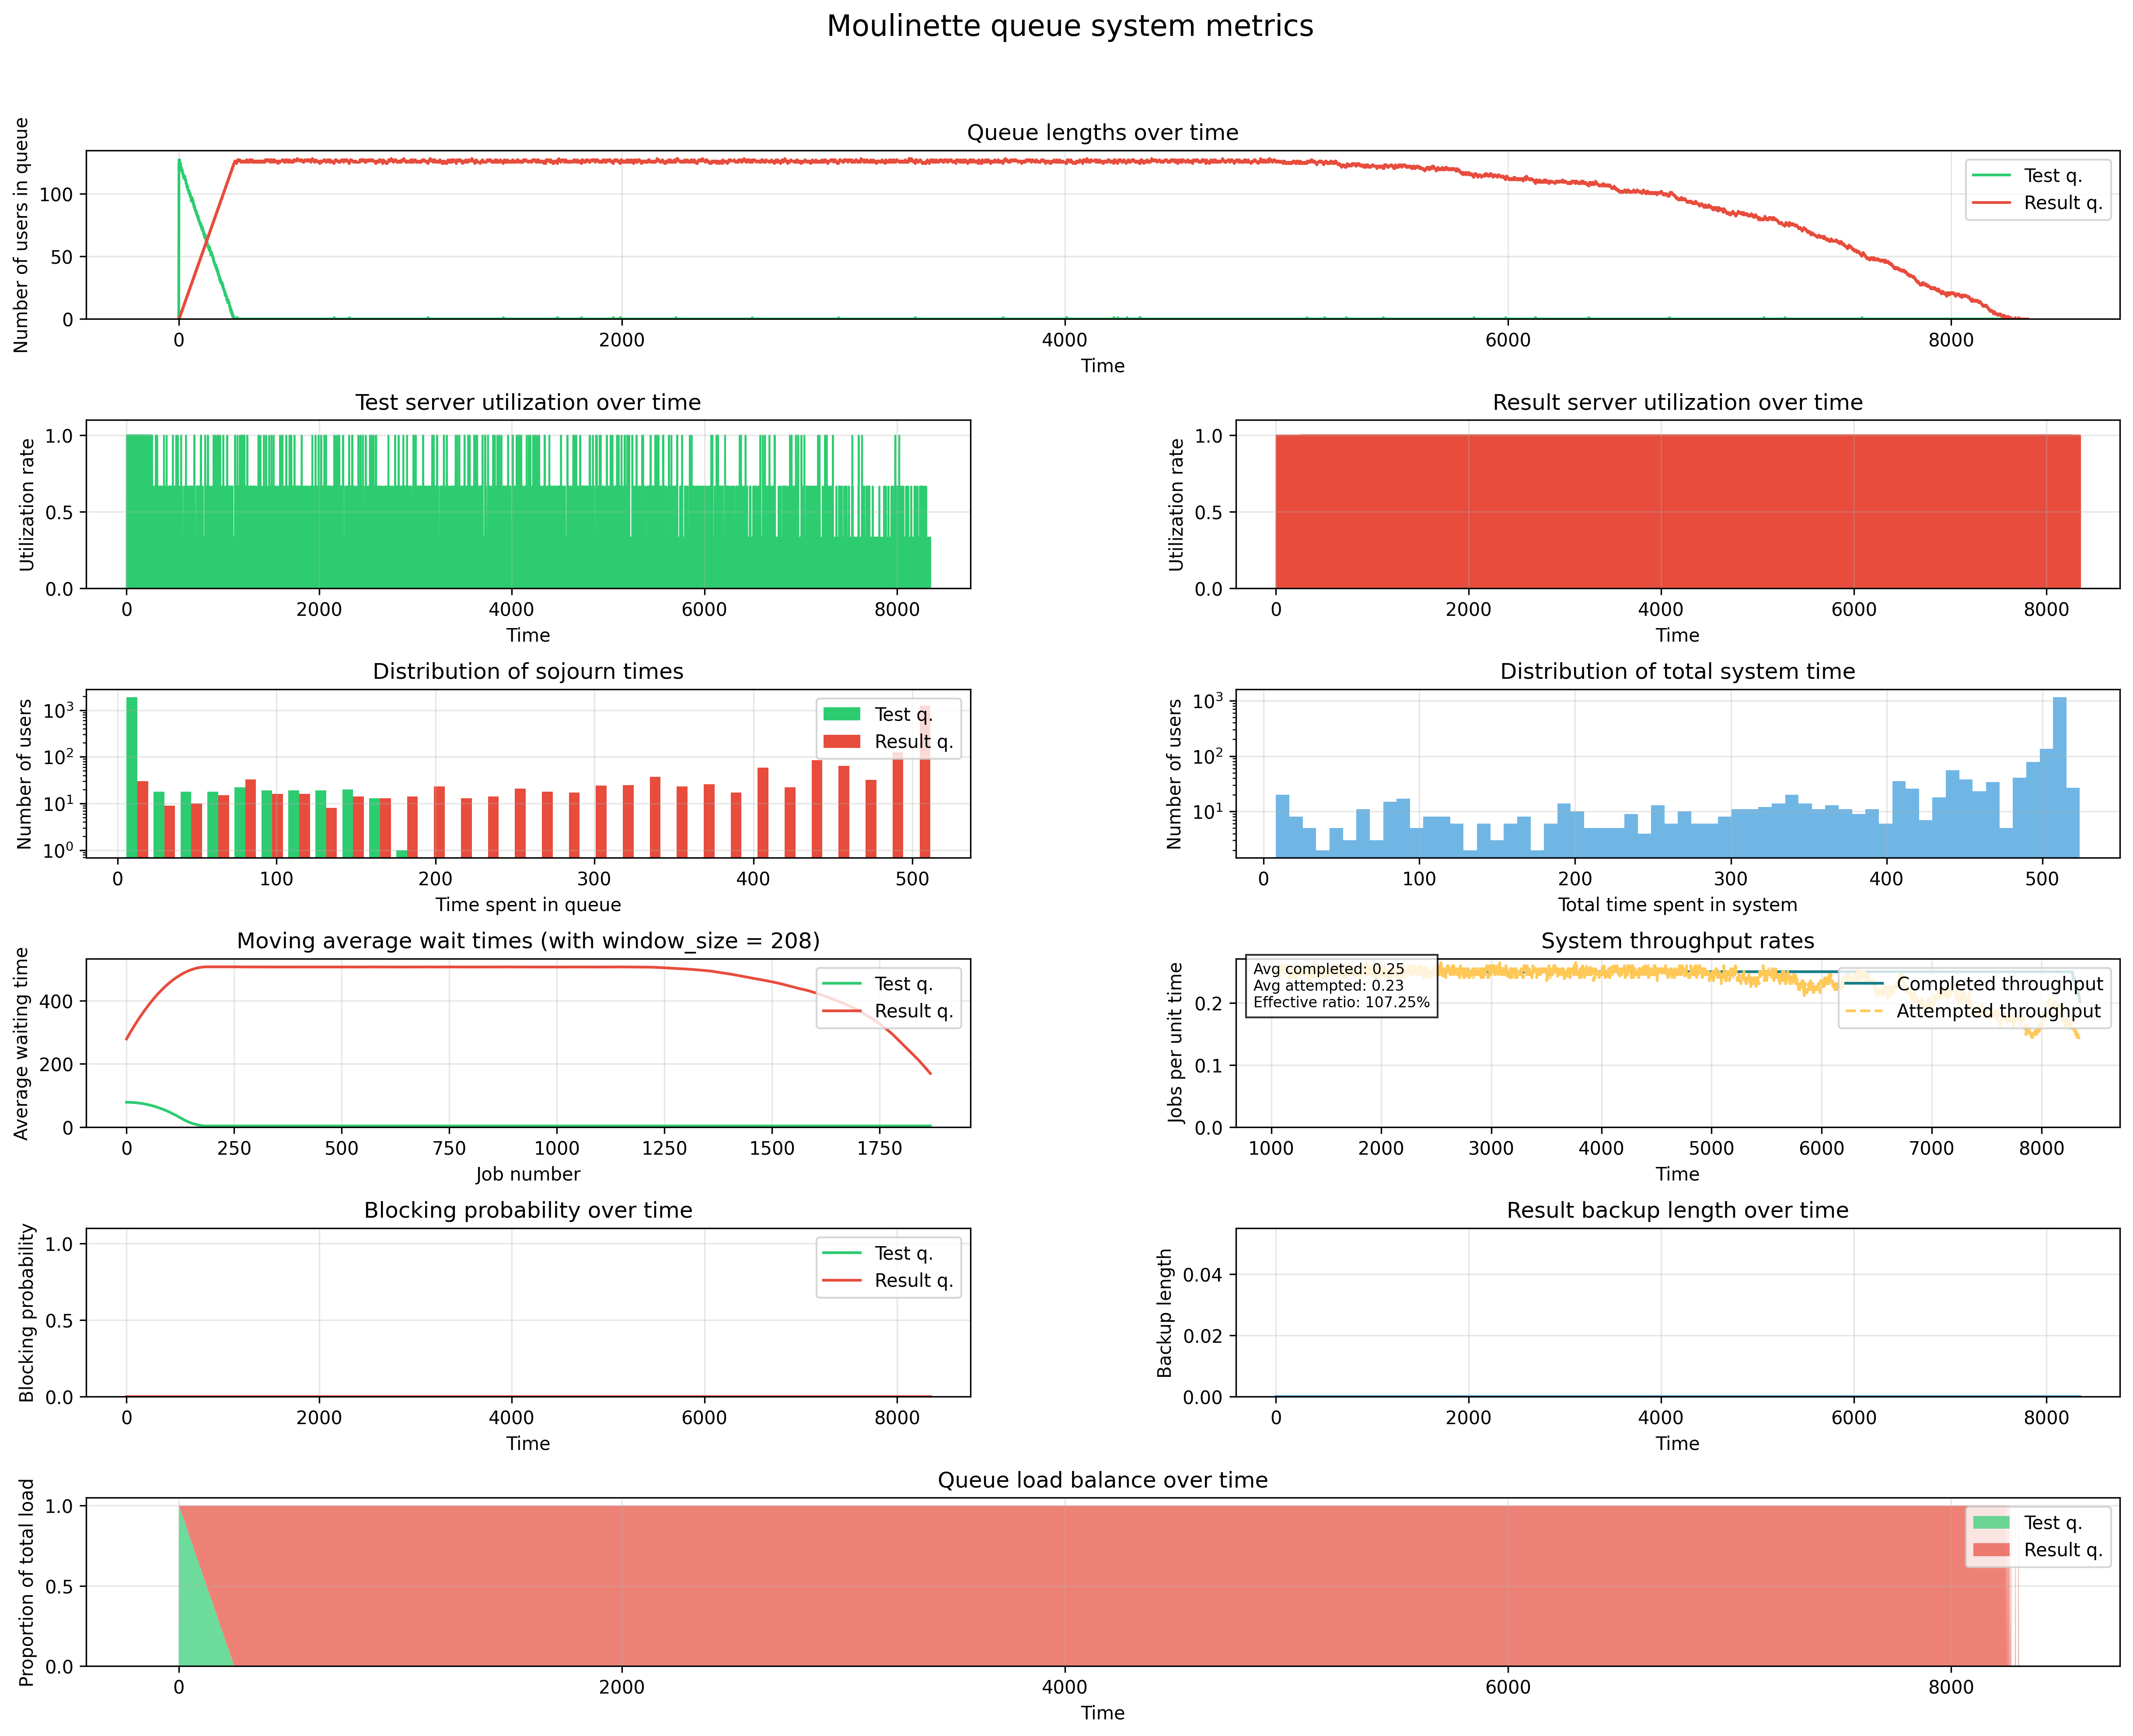 Moulinette queue system metrics
Queue lengths over time
Number of users in queue
100
50
0
Test q.
Result q.
0 2000 4000 6000 8000
Time
Test server utilization over time
Utilization rate
1.0
0.5
0.0
0 2000 4000 6000 8000
Time
Result server utilization over time
Utilization rate
1.0
0.5
0.0
0 2000 4000 6000 8000
Time
Distribution of sojourn times
Number of users
10³
10²
10¹
10⁰
Test q.
Result q.
0 100 200 300 400 500
Time spent in queue
Distribution of total system time
Number of users
10³
10²
10¹
0 100 200 300 400 500
Total time spent in system
Moving average wait times (with window_size = 208)
Average waiting time
400
200
0
Test q.
Result q.
0 250 500 750 1000 1250 1500 1750
Job number
System throughput rates
Jobs per unit time
0.2
0.1
0.0
Avg completed: 0.25
Avg attempted: 0.23
Effective ratio: 107.25%
Completed throughput
Attempted throughput
1000 2000 3000 4000 5000 6000 7000 8000
Time
Blocking probability over time
Blocking probability
1.0
0.5
0.0
Test q.
Result q.
0 2000 4000 6000 8000
Time
Result backup length over time
Backup length
0.04
0.02
0.00
0 2000 4000 6000 8000
Time
Queue load balance over time
Proportion of total load
1.0
0.5
0.0
Test q.
Result q.
0 2000 4000 6000 8000
Time